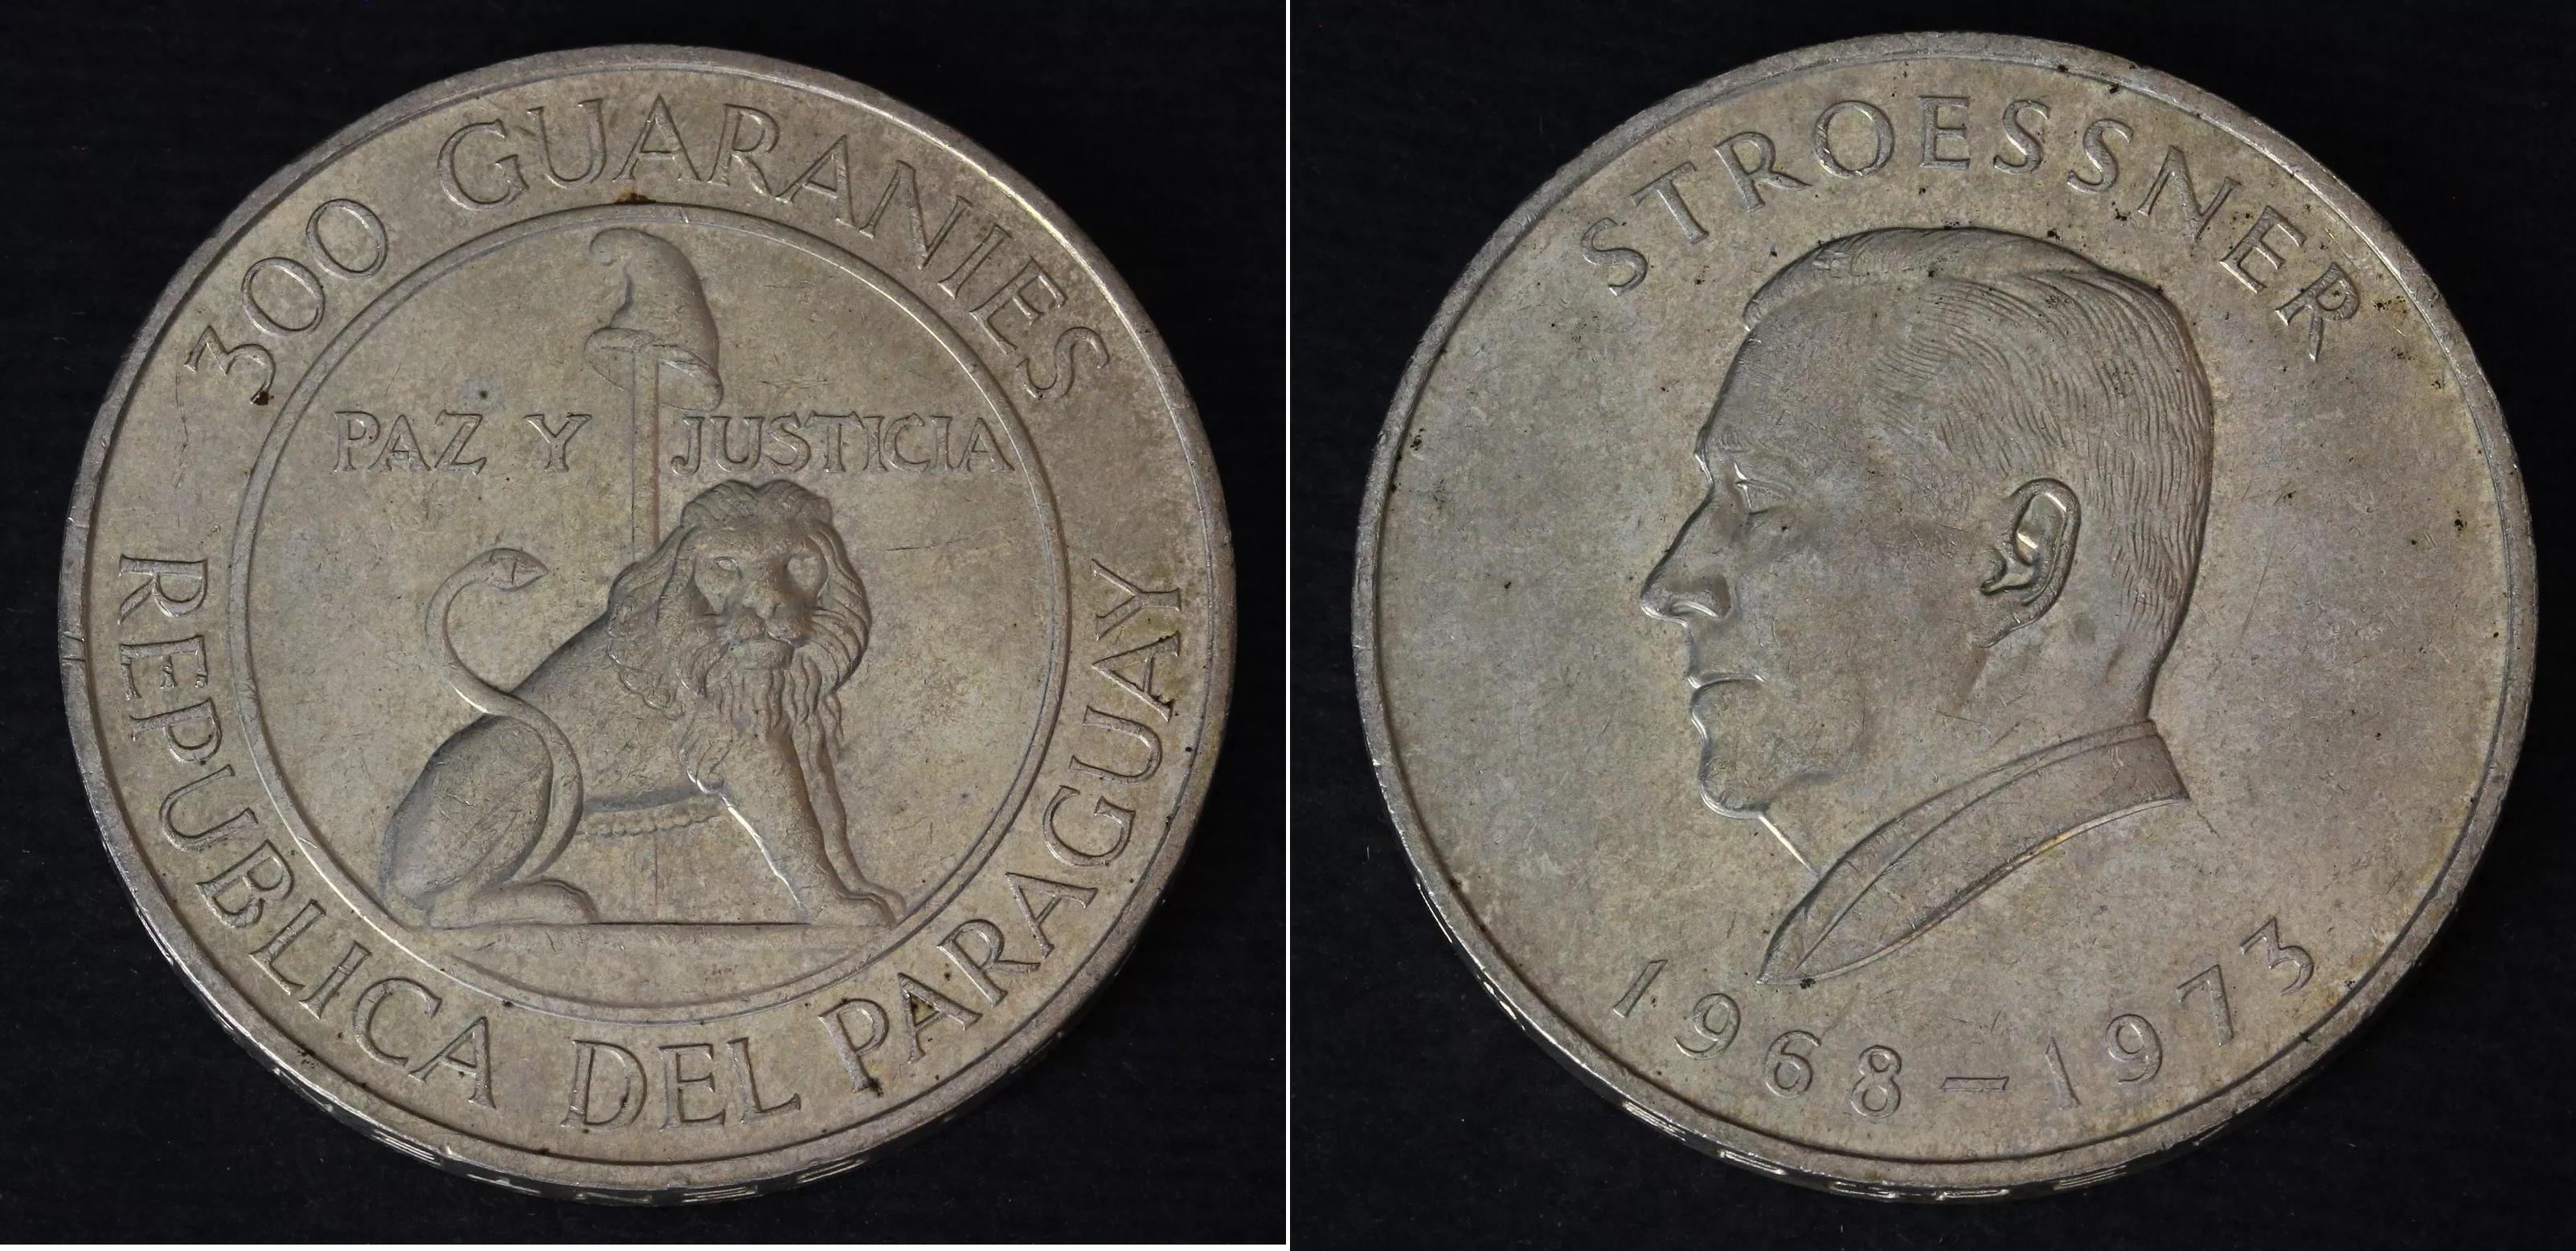 300 GUARANIES
PAZ Y JUSTICIA
REPUBLICA DEL PARAGUAY
STROESSNER
1968-1973